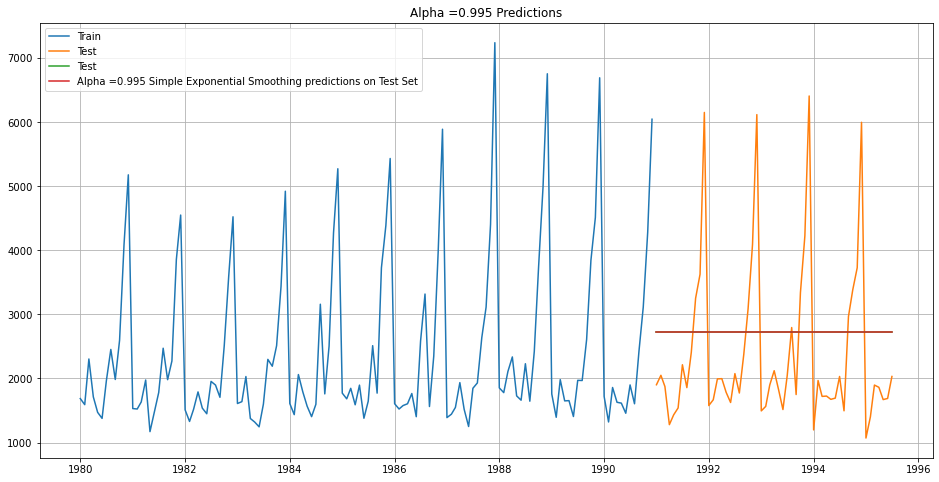 Alpha =0.995 Predictions
Train
Test
Test
Alpha =0.995 Simple Exponential Smoothing predictions on Test Set
7000
6000
5000
4000
3000
2000
1000
1980 1982 1984 1986 1988 1990 1992 1994 1996